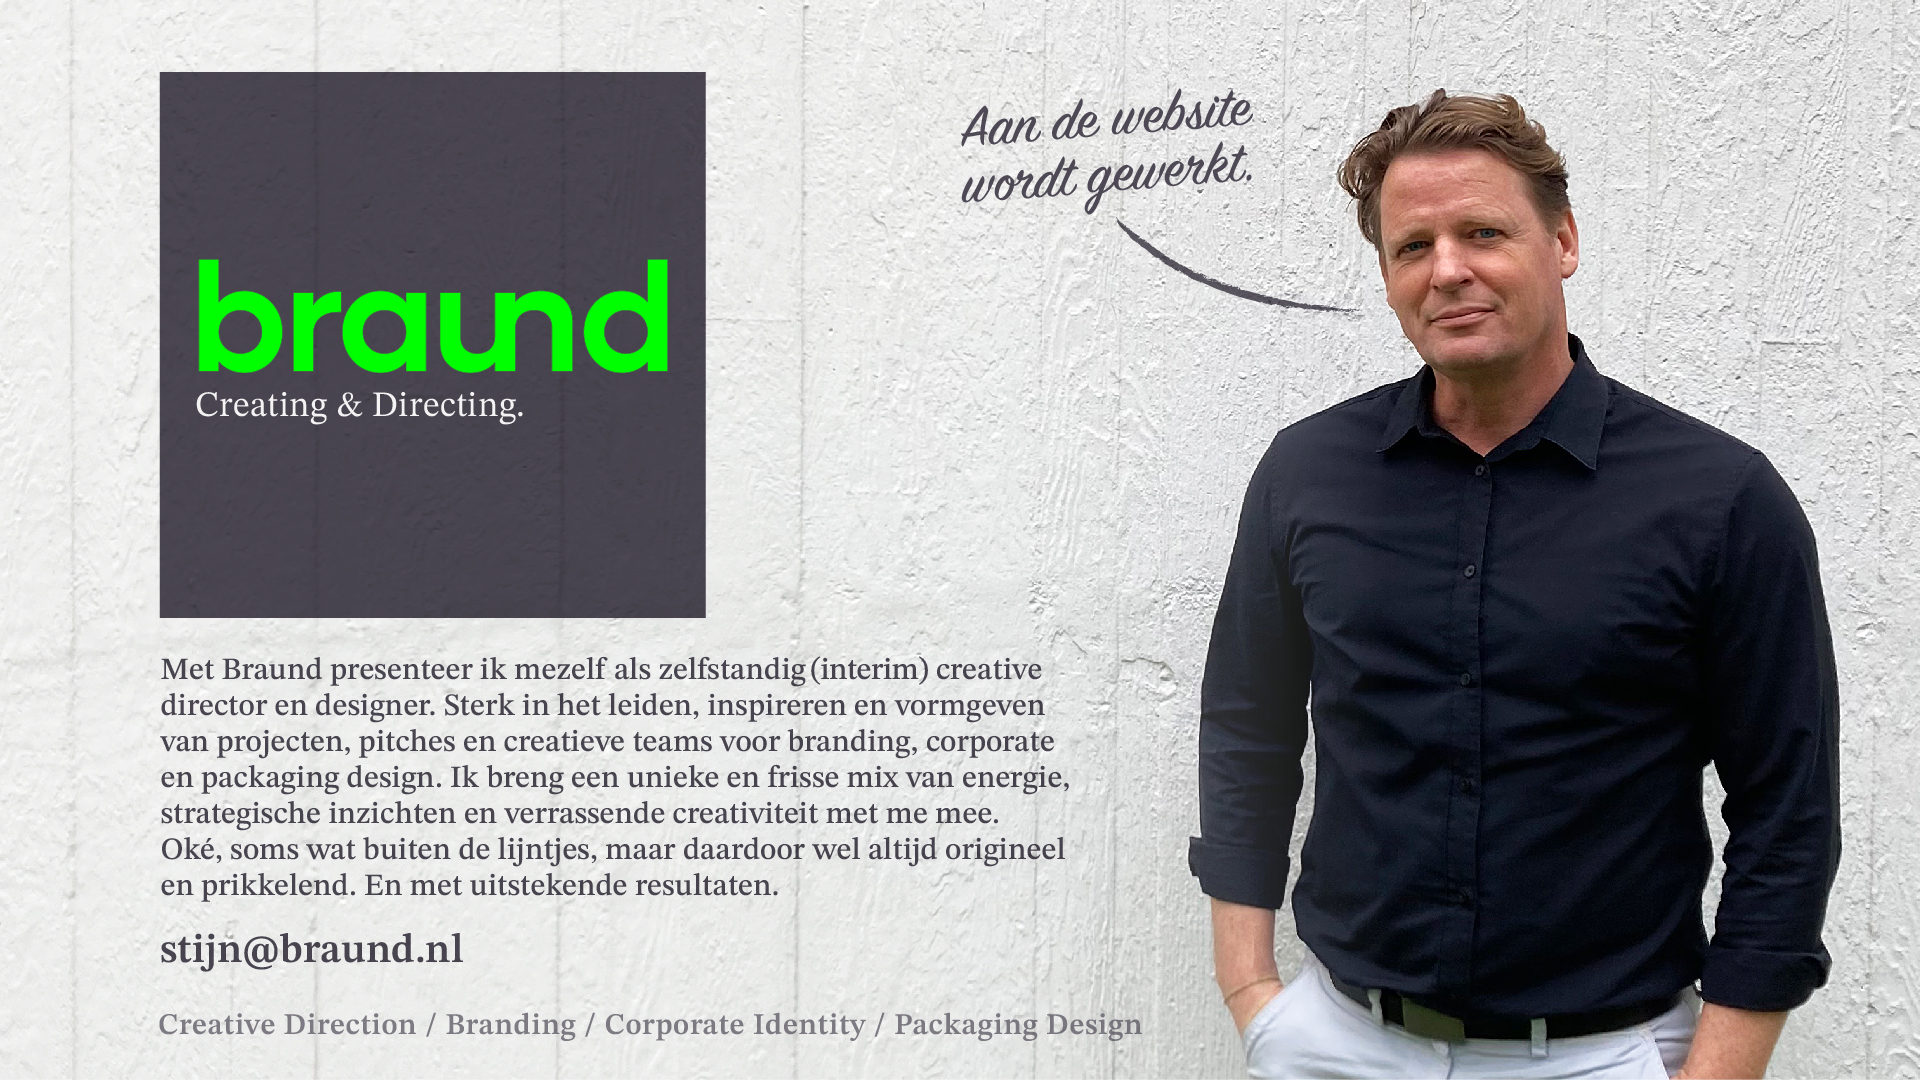 braund
Creating & Directing.
Aan de website
wordt gewerkt.
Met Braund presenteer ik mezelf als zelfstandig (interim) creative
director en designer. Sterk in het leiden, inspireren en vormgeven
van projecten, pitches en creatieve teams voor branding, corporate
en packaging design. Ik breng een unieke en frisse mix van energie,
strategische inzichten en verrassende creativiteit met me mee.
Oké, soms wat buiten de lijntjes, maar daardoor wel altijd origineel
en prikkelend. En met uitstekende resultaten.
stijn@braund.nl
Creative Direction / Branding / Corporate Identity / Packaging Design